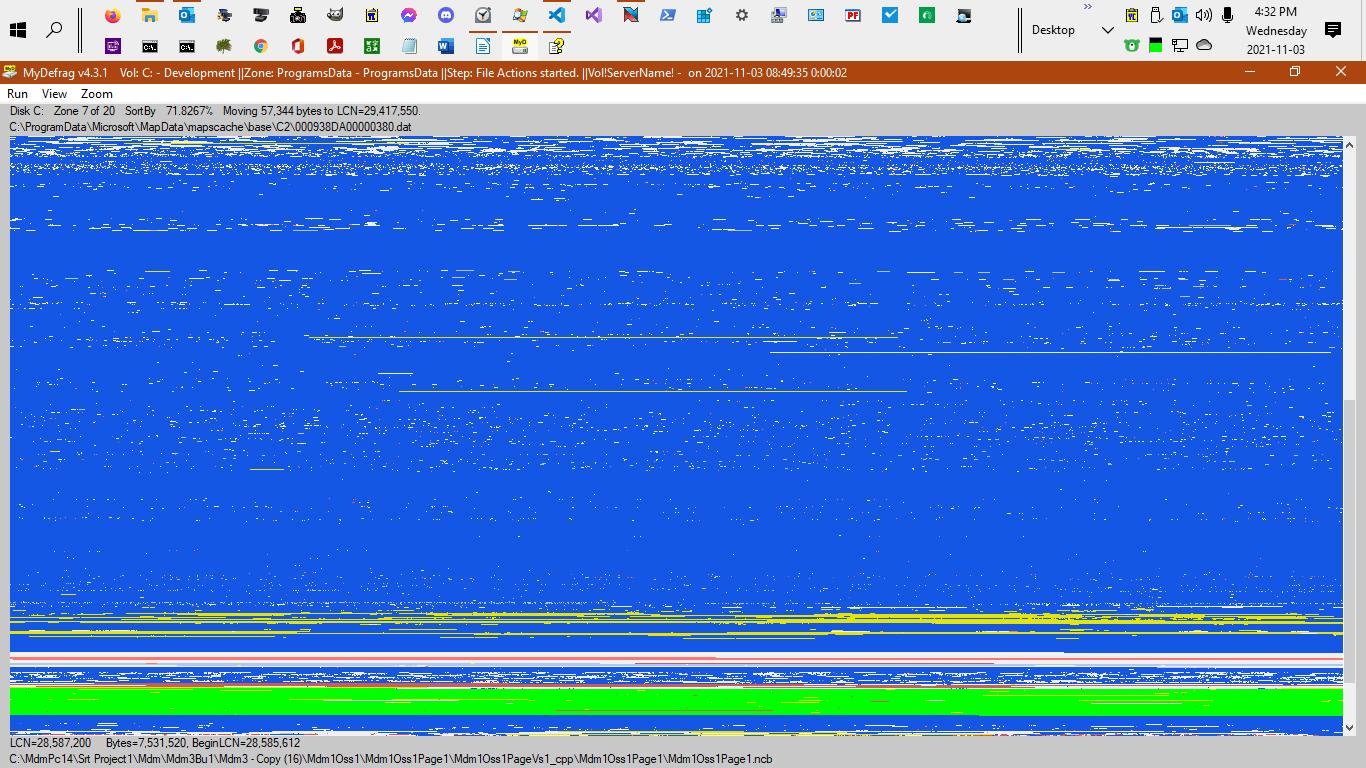 4:32 PM
Desktop
Wednesday
2021-11-03
MyDefrag v4.3.1    Vol: C: - Development ||Zone: ProgramsData - ProgramsData ||Step: File Actions started. ||Vol!ServerName! -  on 2021-11-03 08:49:35 0:00:02
Run View Zoom
Disk C:   Zone 7 of 20   SortBy   71.8267%   Moving 57,344 bytes to LCN=29,417,550.
C:\ProgramData\Microsoft\MapData\mapscache\base\C2\000938DA00000380.dat
LCN=28,587,200    Bytes=7,531,520, BeginLCN=28,585,612
C:\MdmPc14\Srt Project1\Mdm\Mdm3Bu1\Mdm3 - Copy (16)\Mdm1Oss1\Mdm1Oss1Page1\Mdm1Oss1PageVs1_cpp\Mdm1Oss1Page1\Mdm1Oss1Page1.ncb